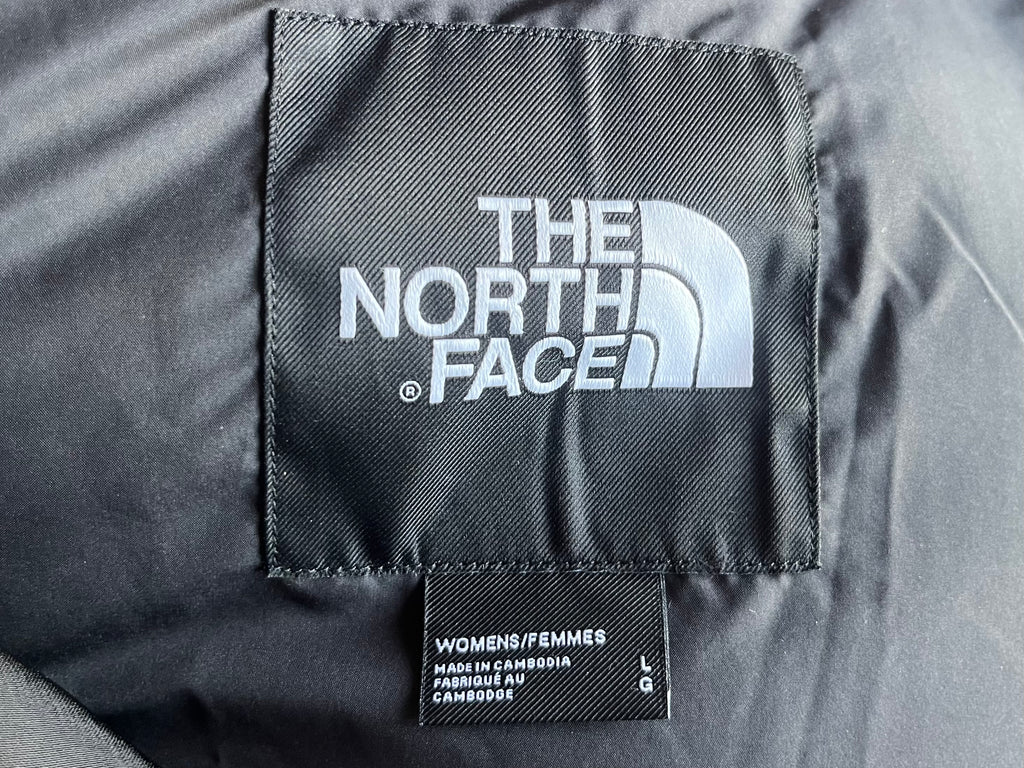 THE
NORTH
® FACE
WOMENS/FEMMES
MADE IN CAMBODIA
FABRIQUÉ AU
CAMBODGE
L
G